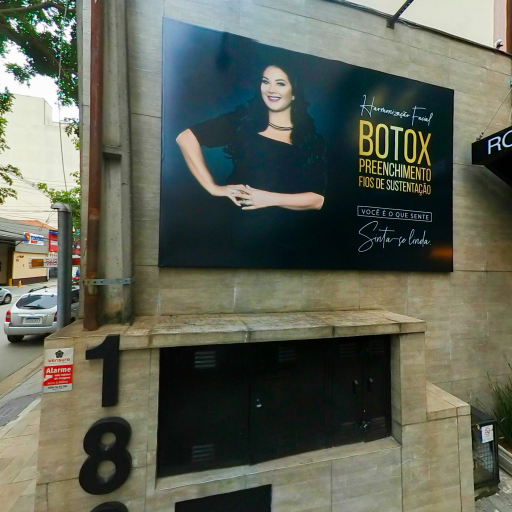 Harmonização Facial
BOTOX
PREENCHIMENTO
FIOS DE SUSTENTAÇÃO
VOCÊ É O QUE SENTE
Sinta-se linda
RO
Alarme
18